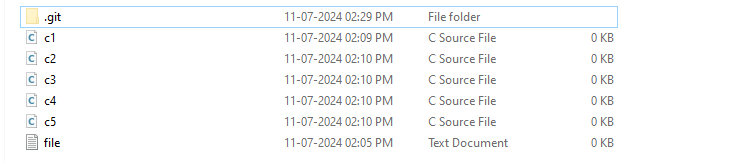 .git 11-07-2024 02:29 PM File folder
c1 11-07-2024 02:09 PM C Source File 0 KB
c2 11-07-2024 02:10 PM C Source File 0 KB
c3 11-07-2024 02:10 PM C Source File 0 KB
c4 11-07-2024 02:10 PM C Source File 0 KB
c5 11-07-2024 02:10 PM C Source File 0 KB
file 11-07-2024 02:05 PM Text Document 0 KB